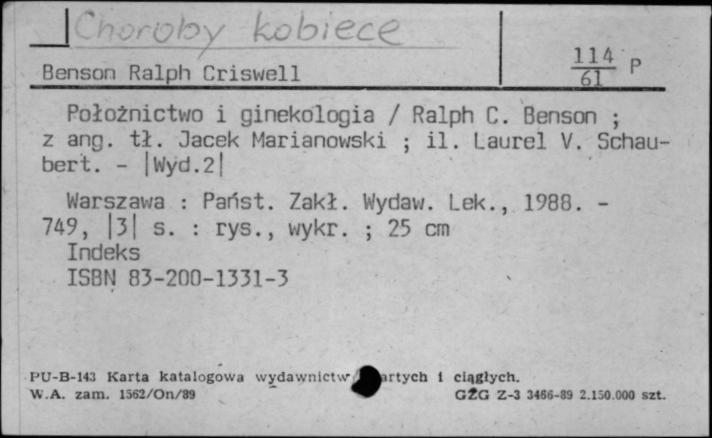 Choroby kobiece
114
61 P
Benson Ralph Criswell
Położnictwo i ginekologia / Ralph C. Benson ;
z ang. tł. Jacek Marianowski ; il. Laurel V. Schau-
bert. - |Wyd.2|
Warszawa : Państ. Zakł. Wydaw. Lek., 1988. -
749, |3| s. : rys., wykr. ; 25 cm
Indeks
ISBN 83-200-1331-3
PU-B-143 Karta katalogowa wydawnictw artych i ciągłych.
W.A. zam. 1562/On/89 GZG Z-3 3466-89 2.150.000 szt.